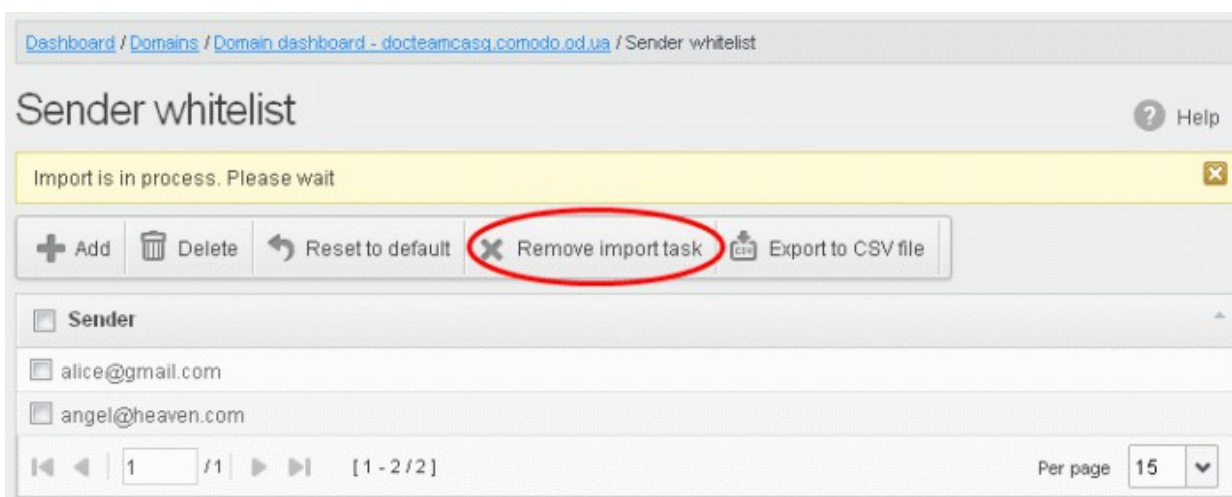 Dashboard / Domains / Domain dashboard - docteamcasg.comodo.od.ua / Sender whitelist
Sender whitelist
Help
Import is in process. Please wait
Add Delete Reset to default Remove import task CSV Export to CSV file
Sender
alice@gmail.com
angel@heaven.com
1 /1 [1 - 2 / 2] Per page 15